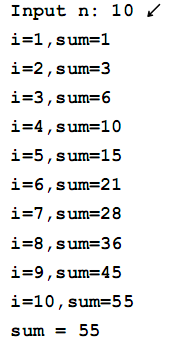 Input n: 10 ↙
i=1,sum=1
i=2,sum=3
i=3,sum=6
i=4,sum=10
i=5,sum=15
i=6,sum=21
i=7,sum=28
i=8,sum=36
i=9,sum=45
i=10,sum=55
sum = 55